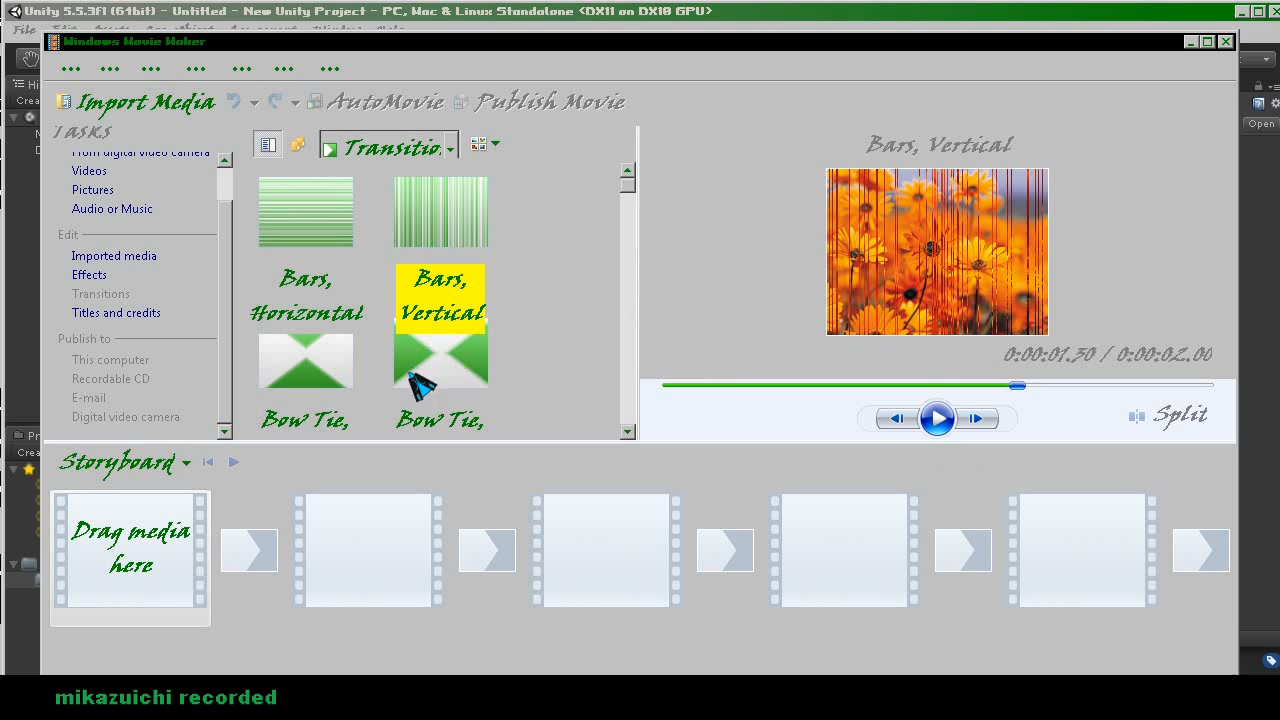 Unity 5.5.3f1 (64bit) - Untitled - New Unity Project - PC, Mac & Linux Standalone <DX11 on DX10 GPU>
File
Windows Movie Maker
... ... ... ... ... ... ...
Import Media AutoMovie Publish Movie
Tasks
Transitio
From digital video camera
Videos
Pictures
Audio or Music
Edit
Imported media
Effects
Transitions
Titles and credits
Publish to
This computer
Recordable CD
E-mail
Digital video camera
Bars,
Horizontal
Bars,
Vertical
Bow Tie,
Bow Tie,
Bars, Vertical
0:00:01.30 / 0:00:02.00
Split
Storyboard
Drag media
here
Hi
Crea
Pr
Crea
Open
mikazuichi recorded